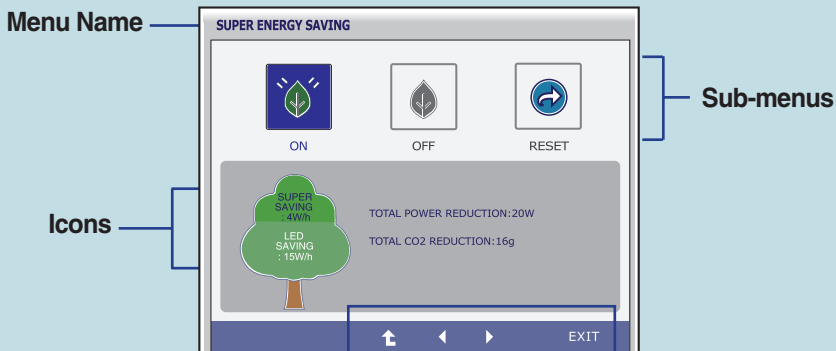 Menu Name
SUPER ENERGY SAVING
ON
OFF
RESET
Sub-menus
Icons
SUPER
SAVING
: 4W/h
LED
SAVING
: 15W/h
TOTAL POWER REDUCTION:20W
TOTAL CO2 REDUCTION:16g
EXIT